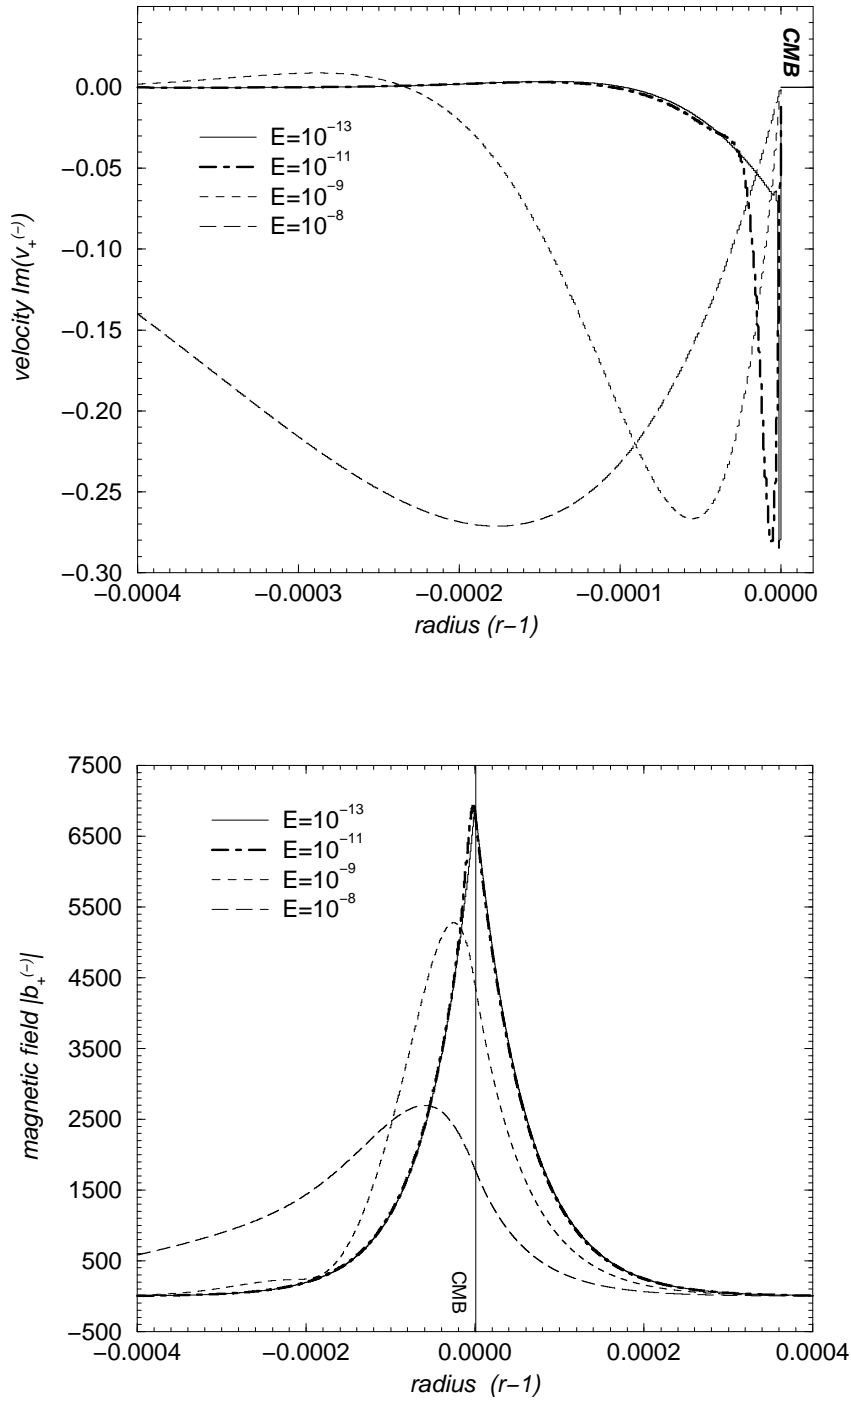 CMB
0.00
−0.05
−0.10
−0.15
−0.20
−0.25
−0.30
E=10⁻¹³
E=10⁻¹¹
E=10⁻⁹
E=10⁻⁸
velocity Im(v₊⁽⁻⁾)
−0.0004 −0.0003 −0.0002 −0.0001 0.0000
radius (r−1)
7500
6500
5500
4500
3500
2500
1500
500
−500
E=10⁻¹³
E=10⁻¹¹
E=10⁻⁹
E=10⁻⁸
magnetic field |b₊⁽⁻⁾|
CMB
−0.0004 −0.0002 0.0000 0.0002 0.0004
radius (r−1)